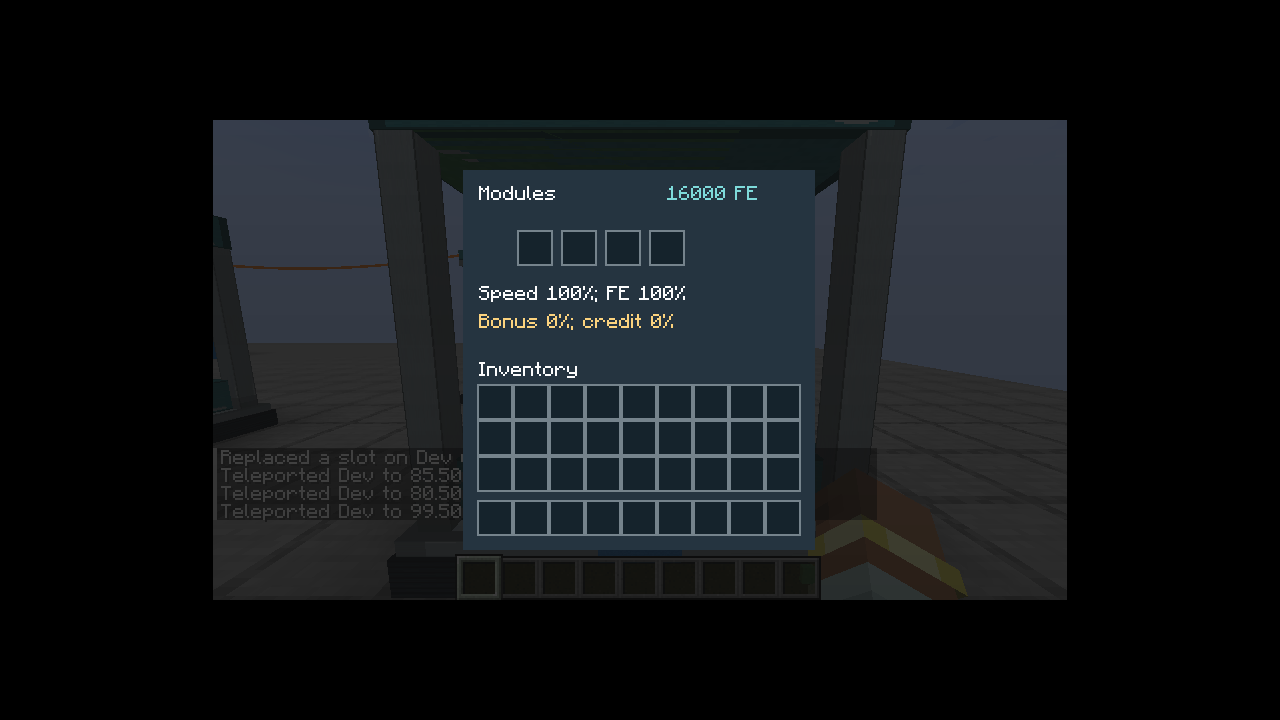 Modules 16000 FE
Speed 100%; FE 100%
Bonus 0%; credit 0%
Inventory
Replaced a slot on Dev
Teleported Dev to 85.50
Teleported Dev to 80.50
Teleported Dev to 99.50